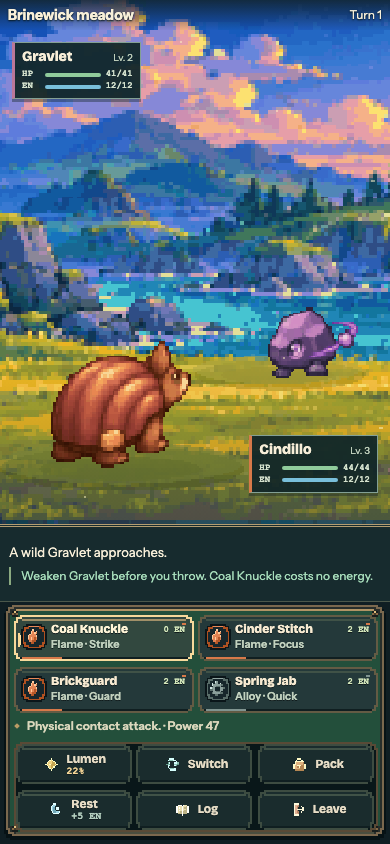 Brinewick meadow
Turn 1
Gravlet Lv. 2
HP 41/41
EN 12/12
Cindillo Lv. 3
HP 44/44
EN 12/12
A wild Gravlet approaches.
Weaken Gravlet before you throw. Coal Knuckle costs no energy.
Coal Knuckle 0 EN
Flame·Strike
Cinder Stitch 2 EN
Flame·Focus
Brickguard 2 EN
Flame·Guard
Spring Jab 2 EN
Alloy·Quick
Physical contact attack.·Power 47
Lumen
22%
Switch
Pack
Rest
+5 EN
Log
Leave